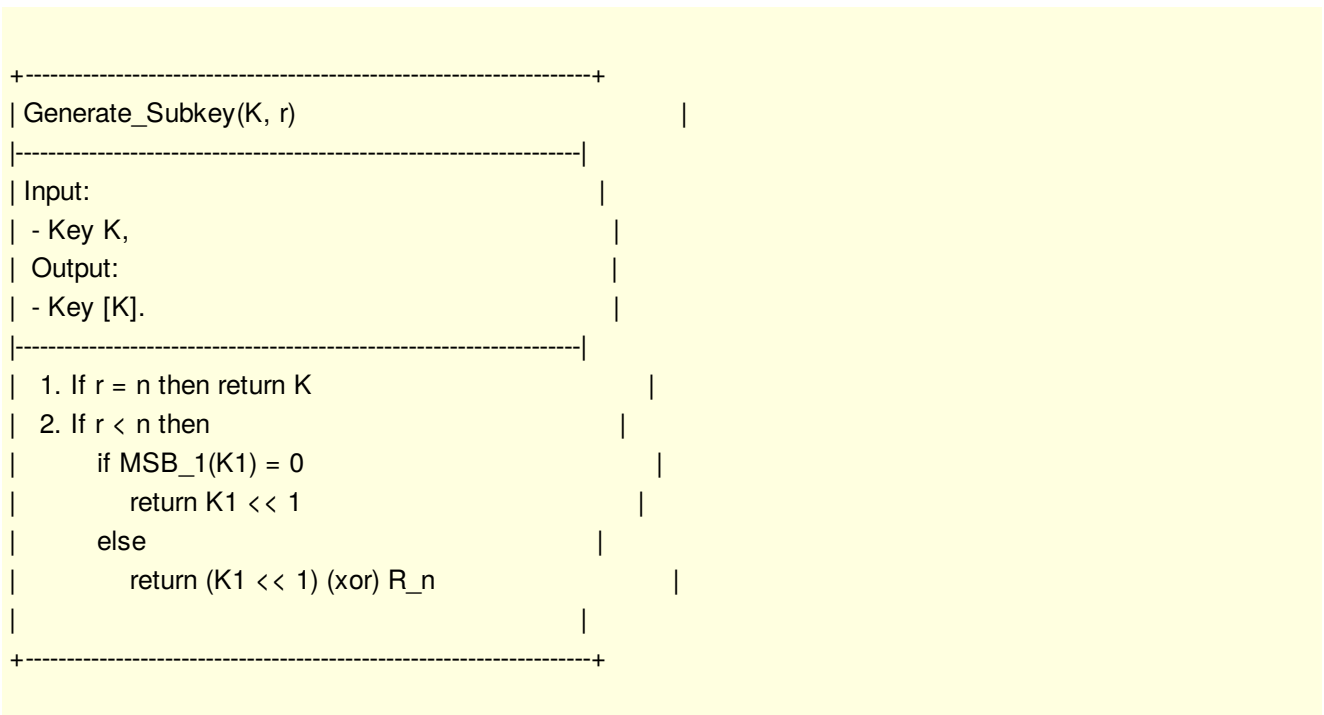 +-------------------------------------------------------------------+
| Generate_Subkey(K, r) |
|-------------------------------------------------------------------|
| Input: |
| - Key K, |
| Output: |
| - Key [K]. |
|-------------------------------------------------------------------|
| 1. If r = n then return K |
| 2. If r < n then |
| if MSB_1(K1) = 0 |
| return K1 << 1 |
| else |
| return (K1 << 1) (xor) R_n |
| |
+-------------------------------------------------------------------+